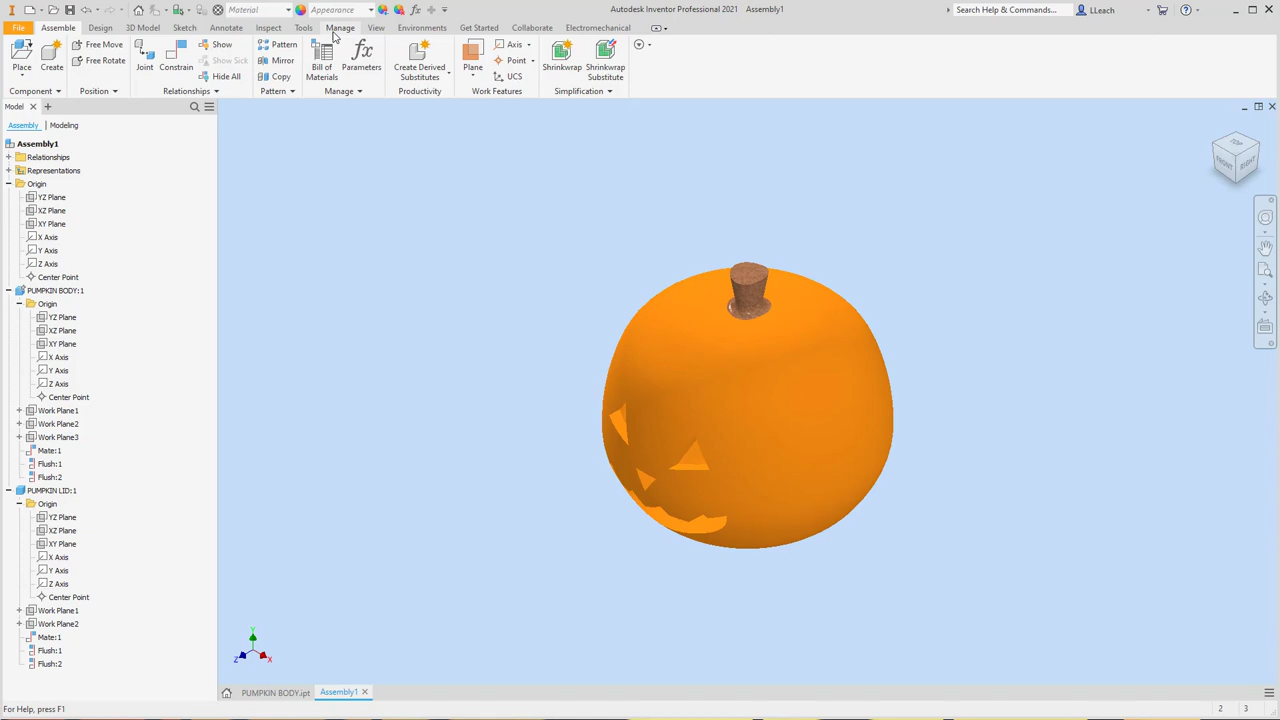 Material
Appearance
Autodesk Inventor Professional 2021 Assembly1
Search Help & Commands...
LLeach
File Assemble Design 3D Model Sketch Annotate Inspect Tools Manage View Environments Get Started Collaborate Electromechanical
Place
Create
Free Move
Free Rotate
Joint
Constrain
Show
Show Sick
Hide All
Pattern
Mirror
Copy
Bill of
Materials
fx
Parameters
Create Derived
Substitutes
Plane
Axis
Point
UCS
Shrinkwrap
Shrinkwrap
Substitute
Component
Position
Relationships
Pattern
Manage
Productivity
Work Features
Simplification
Model
Assembly Modeling
Assembly1
Relationships
Representations
Origin
YZ Plane
XZ Plane
XY Plane
X Axis
Y Axis
Z Axis
Center Point
PUMPKIN BODY:1
Origin
YZ Plane
XZ Plane
XY Plane
X Axis
Y Axis
Z Axis
Center Point
Work Plane1
Work Plane2
Work Plane3
Mate:1
Flush:1
Flush:2
PUMPKIN LID:1
Origin
YZ Plane
XZ Plane
XY Plane
X Axis
Y Axis
Z Axis
Center Point
Work Plane1
Work Plane2
Mate:1
Flush:1
Flush:2
TOP
FRONT
RIGHT
Y
Z
X
PUMPKIN BODY.ipt
Assembly1
For Help, press F1
2
3